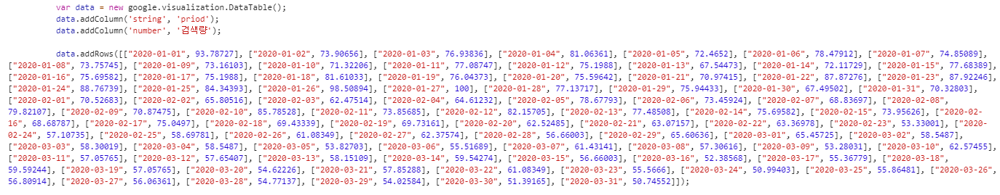 var data = new google.visualization.DataTable();
data.addColumn('string', 'priod');
data.addColumn('number', '검색량');
data.addRows([["2020-01-01", 93.78727], ["2020-01-02", 73.90656], ["2020-01-03", 76.93836], ["2020-01-04", 81.06361], ["2020-01-05", 72.4652], ["2020-01-06", 78.47912], ["2020-01-07", 74.85089],
["2020-01-08", 73.75745], ["2020-01-09", 73.16103], ["2020-01-10", 71.32206], ["2020-01-11", 77.08747], ["2020-01-12", 75.1988], ["2020-01-13", 67.54473], ["2020-01-14", 72.11729], ["2020-01-15", 77.68389],
["2020-01-16", 75.69582], ["2020-01-17", 75.1988], ["2020-01-18", 81.61033], ["2020-01-19", 76.04373], ["2020-01-20", 75.59642], ["2020-01-21", 70.97415], ["2020-01-22", 87.87276], ["2020-01-23", 87.92246],
["2020-01-24", 88.76739], ["2020-01-25", 84.34393], ["2020-01-26", 98.50894], ["2020-01-27", 100], ["2020-01-28", 77.13717], ["2020-01-29", 75.94433], ["2020-01-30", 67.49502], ["2020-01-31", 70.32803],
["2020-02-01", 70.52683], ["2020-02-02", 65.80516], ["2020-02-03", 62.47514], ["2020-02-04", 64.61232], ["2020-02-05", 78.67793], ["2020-02-06", 73.45924], ["2020-02-07", 68.83697], ["2020-02-08",
79.82107], ["2020-02-09", 70.87475], ["2020-02-10", 85.78528], ["2020-02-11", 73.85685], ["2020-02-12", 82.15705], ["2020-02-13", 77.48508], ["2020-02-14", 75.69582], ["2020-02-15", 73.95626], ["2020-02-
16", 68.68787], ["2020-02-17", 75.0497], ["2020-02-18", 69.43339], ["2020-02-19", 69.73161], ["2020-02-20", 62.52485], ["2020-02-21", 63.07157], ["2020-02-22", 63.36978], ["2020-02-23", 53.33001], ["2020-
02-24", 57.10735], ["2020-02-25", 58.69781], ["2020-02-26", 61.08349], ["2020-02-27", 62.37574], ["2020-02-28", 56.66003], ["2020-02-29", 65.60636], ["2020-03-01", 65.45725], ["2020-03-02", 58.5487],
["2020-03-03", 58.30019], ["2020-03-04", 58.5487], ["2020-03-05", 53.82703], ["2020-03-06", 55.51689], ["2020-03-07", 61.43141], ["2020-03-08", 57.30616], ["2020-03-09", 53.28031], ["2020-03-10", 62.57455],
["2020-03-11", 57.05765], ["2020-03-12", 57.65407], ["2020-03-13", 58.15109], ["2020-03-14", 59.54274], ["2020-03-15", 56.66003], ["2020-03-16", 52.38568], ["2020-03-17", 55.36779], ["2020-03-18",
59.59244], ["2020-03-19", 57.05765], ["2020-03-20", 54.62226], ["2020-03-21", 57.85288], ["2020-03-22", 61.08349], ["2020-03-23", 55.5666], ["2020-03-24", 50.99403], ["2020-03-25", 55.86481], ["2020-03-26",
56.80914], ["2020-03-27", 56.06361], ["2020-03-28", 54.77137], ["2020-03-29", 54.02584], ["2020-03-30", 51.39165], ["2020-03-31", 50.74552]]);